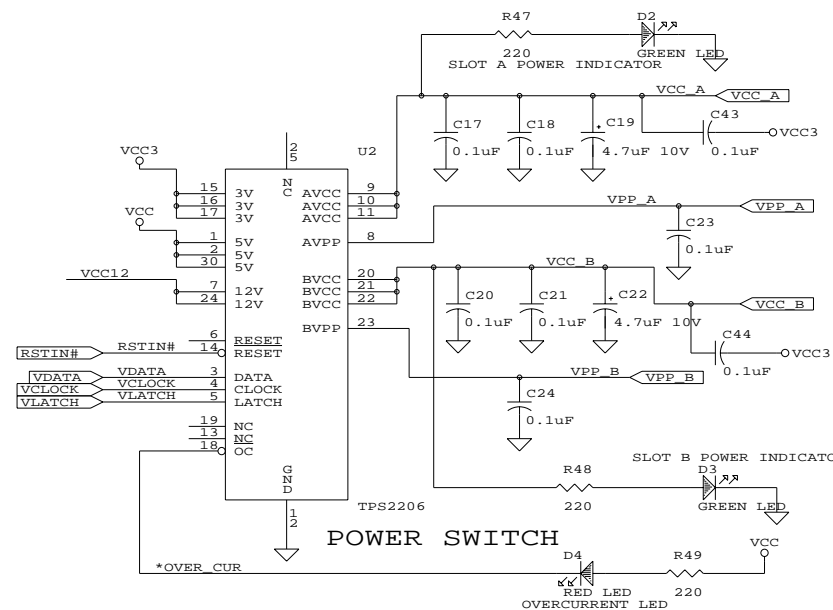 R47
D2
220
GREEN LED
SLOT A POWER INDICATOR
VCC_A
VCC_A
C17
0.1uF
C18
0.1uF
C19
4.7uF 10V
C43
0.1uF
VCC3
2
5
U2
VCC3
N
C
15 3V
16 3V
17 3V
AVCC 9
AVCC 10
AVCC 11
VPP_A
VPP_A
VCC
1 5V
2 5V
30 5V
AVPP 8
C23
0.1uF
VCC12
7 12V
24 12V
BVCC 20
BVCC 21
BVCC 22
VCC_B
VCC_B
C20
0.1uF
C21
0.1uF
C22
4.7uF 10V
BVPP 23
C44
0.1uF
VCC3
6 RESET
RSTIN# RSTIN# 14 RESET
VDATA VDATA 3 DATA
VCLOCK VCLOCK 4 CLOCK
VLATCH VLATCH 5 LATCH
VPP_B
VPP_B
C24
0.1uF
19 NC
13 NC
18 OC
G
N
D
1
2
TPS2206
SLOT B POWER INDICATO
R48
220
D3
GREEN LED
POWER SWITCH
*OVER_CUR
D4
RED LED
OVERCURRENT LED
R49
220
VCC